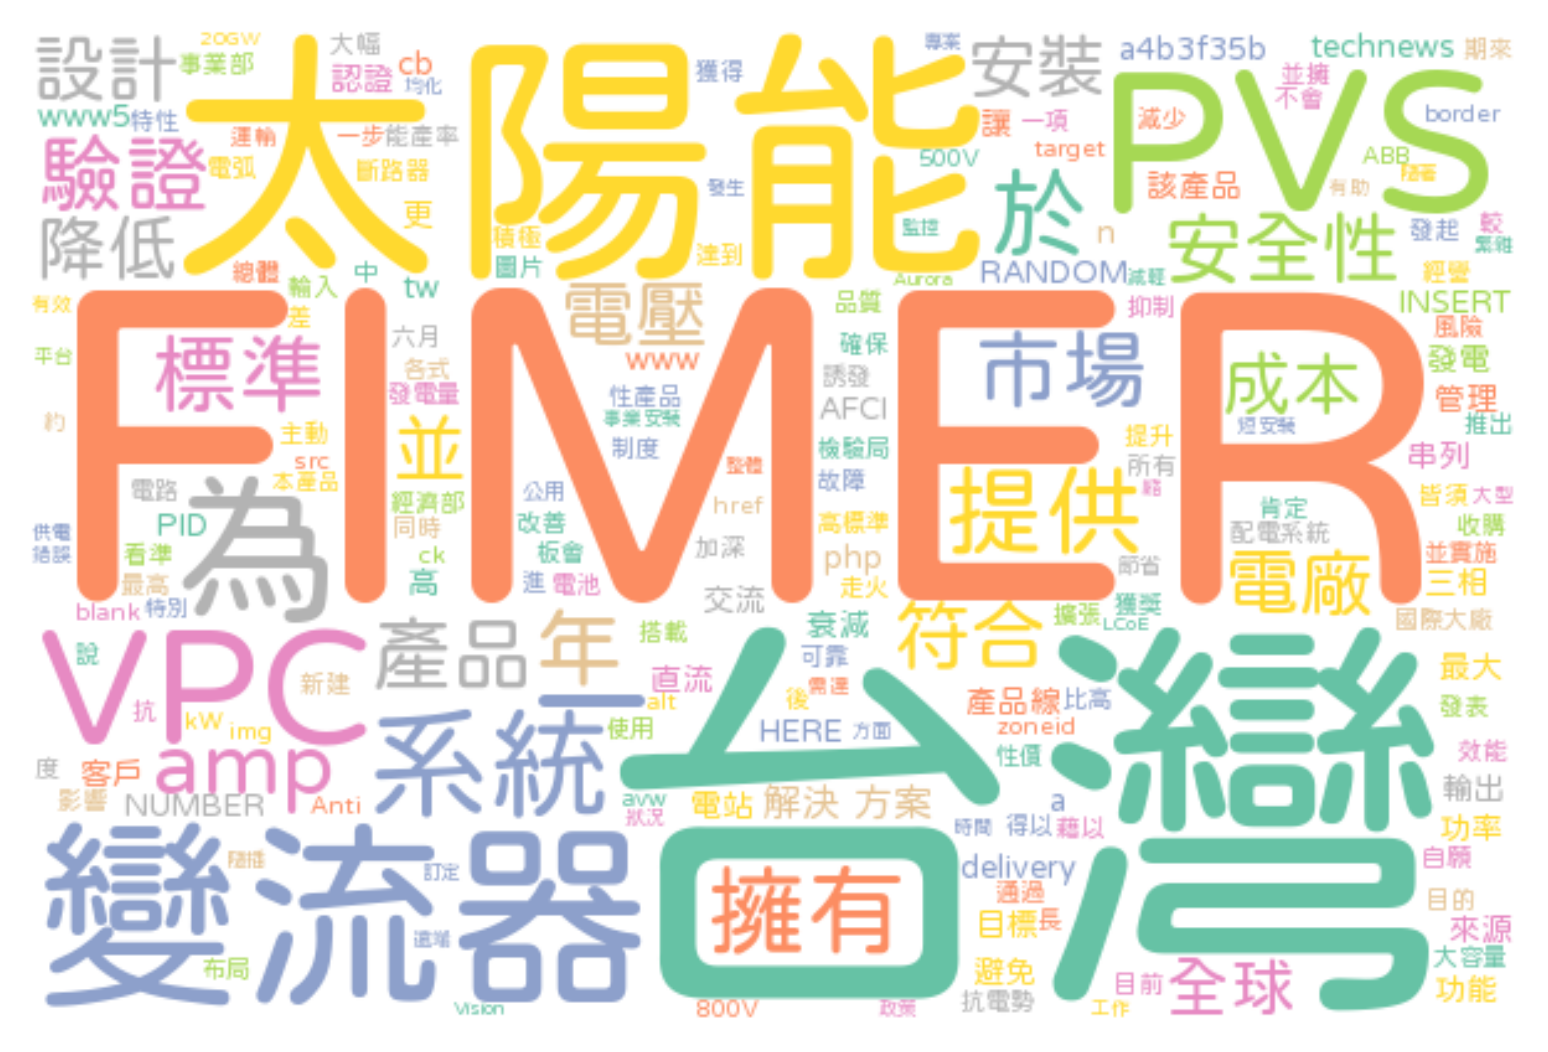 設計
事業部
20GW
大幅
認證
cb
均化
www5
特性
運輸
一步
能產率
驗證
電弧
斷路器
更
降低
總體
輸入
中
tw
太陽能
獲得
專案
安裝
a4b3f35b
technews
期來
並擁
不會
PVS
border
讓
一項
target
減少
500V
該產品
ABB
有助
發生
於
n
監控
安全性
發起
較
積極
圖片
達到
Aurora
RANDOM
減輕
經營
有效
差
六月
電壓
www
品質
抑制
INSERT
風險
平台
標準
各式
發電量
性產品
事業
安裝
確保
誘發
AFCI
市場
成本
短安裝
發電
管理
推出
約
主動
src
本產品
並
制度
整體
檢驗局
提升
所有
串列
FIMER
電路
PID
為
經濟部
同時
公用
改善
href
故障
高標準
提供
肯定
配電系統
皆須
大型
收購
供電
錯誤
看準
最高
ck
高
板會
進
電池
加深
php
走火
節省
電廠
並實施
三相
blank
特別
交流
符合
擴張
獲獎
LCoE
國際大廠
VPC
說
新建
抗
kW
img
產品
年
搭載
衰減
可靠
需達
直流
alt
後
產品線
比高
zoneid
最大
發表
度
客戶
amp
系統
使用
HERE
方面
性價
台灣
效能
影響
NUMBER
Anti
avw
狀況
電站
解決
方案
a
時間
得以
藉以
輸出
功率
變流器
訂定
遠端
布局
擁有
delivery
通過
目標
長
自願
目的
來源
避免
大容量
Vision
800V
政策
抗電勢
目前
工作
全球
功能